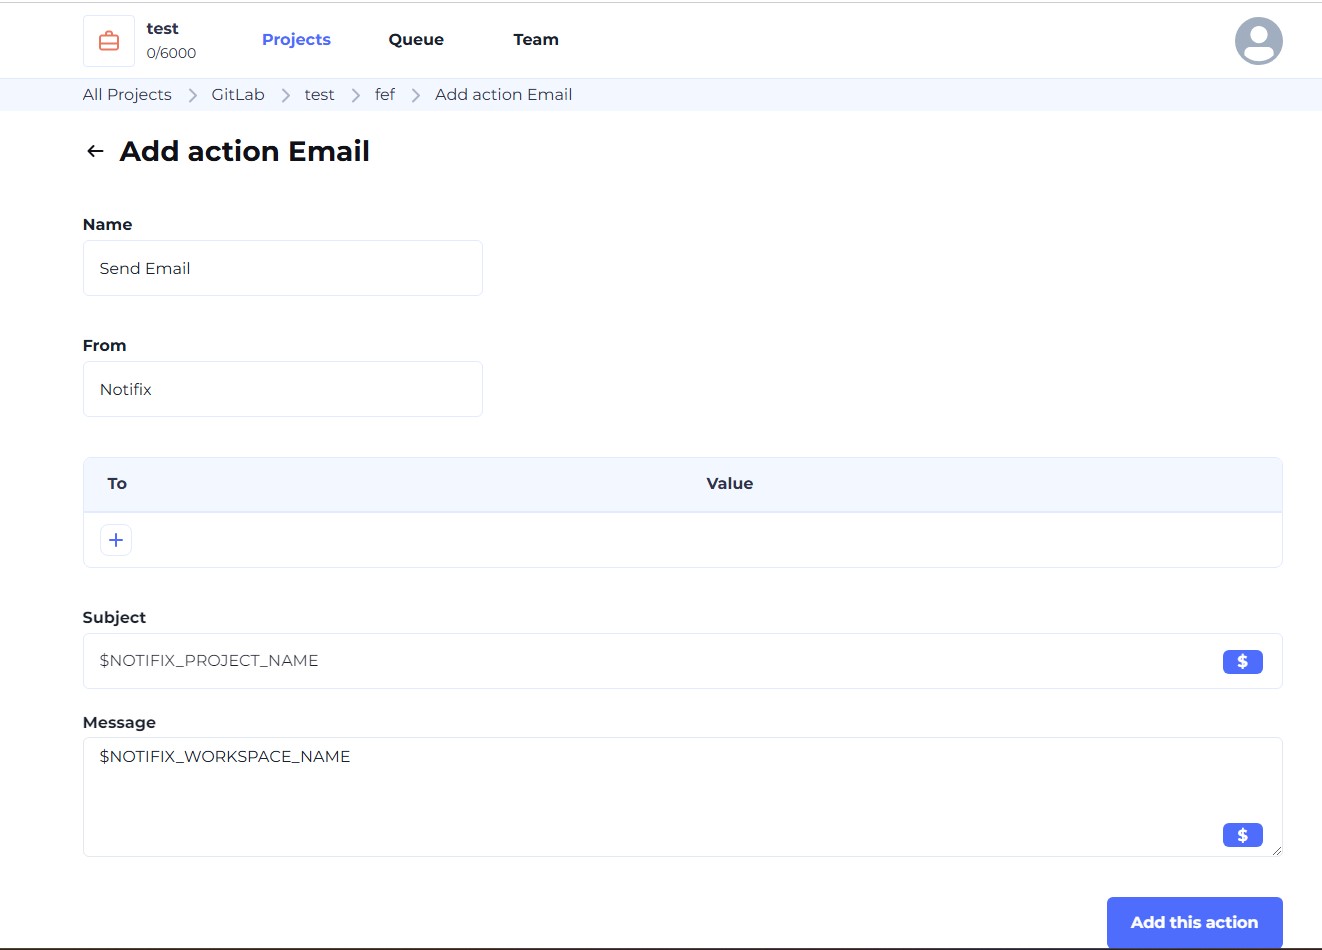 test
0/6000
Projects
Queue
Team
All Projects
GitLab
test
fef
Add action Email
Add action Email
Name
Send Email
From
Notifix
To
Value
Subject
$NOTIFIX_PROJECT_NAME
$
Message
$NOTIFIX_WORKSPACE_NAME
$
Add this action